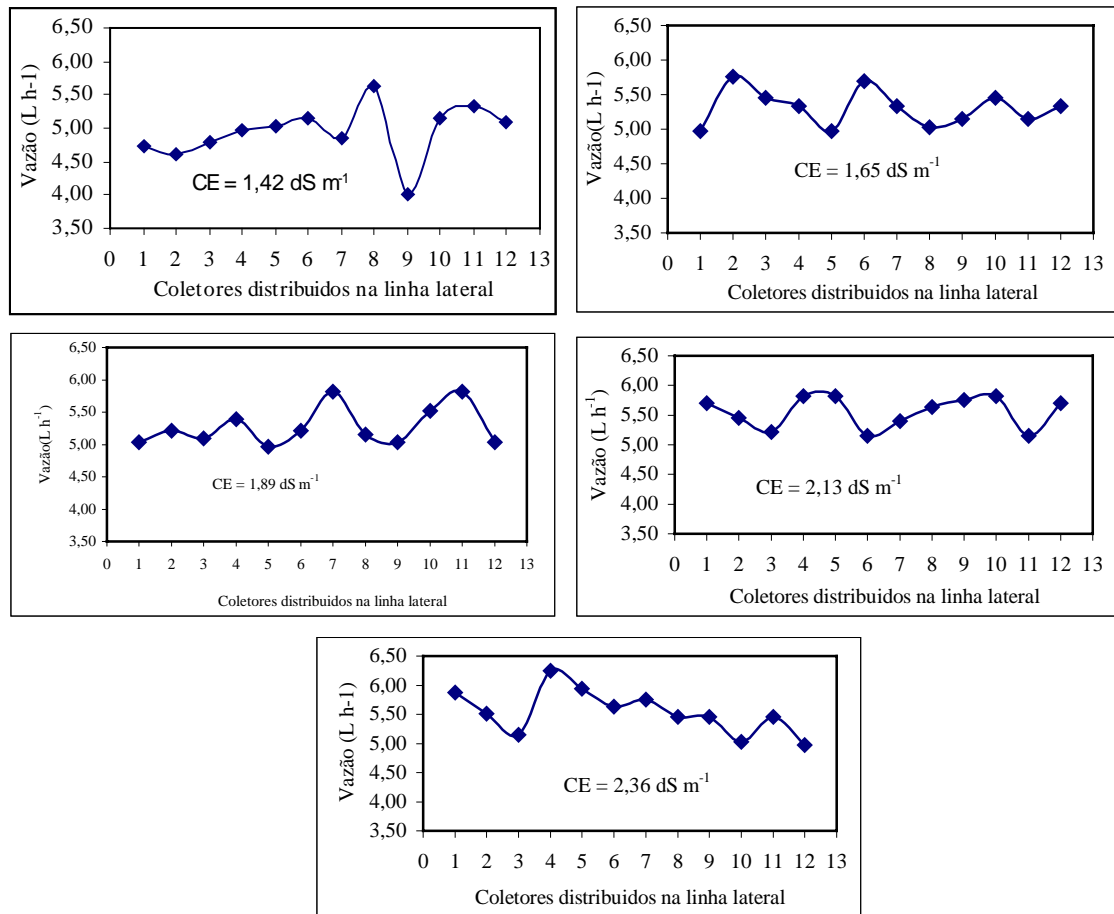 6,50
6,00
5,50
5,00
4,50
4,00
3,50
Vazão (L h-1)
CE = 1,42 dS m-1
0 1 2 3 4 5 6 7 8 9 10 11 12 13
Coletores distribuidos na linha lateral
6,50
6,00
5,50
5,00
4,50
4,00
3,50
Vazão(L h-1)
CE = 1,65 dS m-1
0 1 2 3 4 5 6 7 8 9 10 11 12 13
Coletores distribuidos na linha lateral
6,50
6,00
5,50
5,00
4,50
4,00
3,50
Vazão(L h-1)
CE = 1,89 dS m-1
0 1 2 3 4 5 6 7 8 9 10 11 12 13
Coletores distribuidos na linha lateral
6,50
6,00
5,50
5,00
4,50
4,00
3,50
Vazão (L h-1)
CE = 2,13 dS m-1
0 1 2 3 4 5 6 7 8 9 10 11 12 13
Coletores distribuidos na linha lateral
6,50
6,00
5,50
5,00
4,50
4,00
3,50
Vazão (L h-1)
CE = 2,36 dS m-1
0 1 2 3 4 5 6 7 8 9 10 11 12 13
Coletores distribuidos na linha lateral